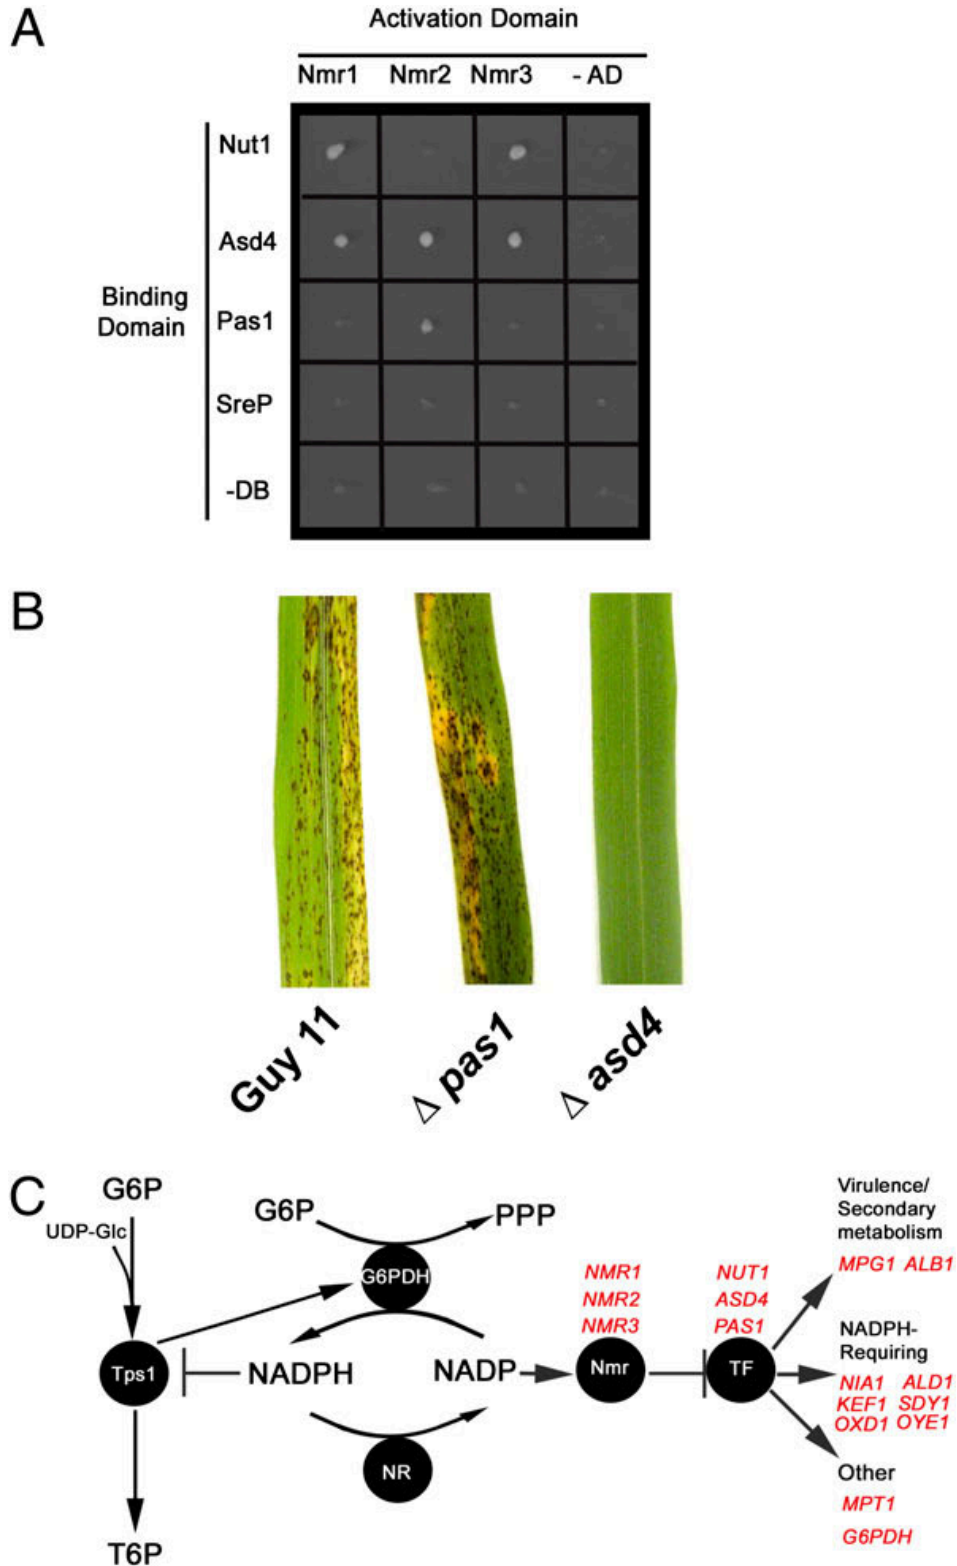 A
Activation Domain
Nmr1 Nmr2 Nmr3 - AD
Binding
Domain
Nut1
Asd4
Pas1
SreP
-DB
B
Guy 11
Δ pas1
Δ asd4
C
G6P
UDP-Glc
Tps1
T6P
G6P
PPP
G6PDH
NADPH
NADP
NR
NMR1
NMR2
NMR3
Nmr
NUT1
ASD4
PAS1
TF
Virulence/
Secondary
metabolism
MPG1 ALB1
NADPH-
Requiring
NIA1 ALD1
KEF1 SDY1
OXD1 OYE1
Other
MPT1
G6PDH